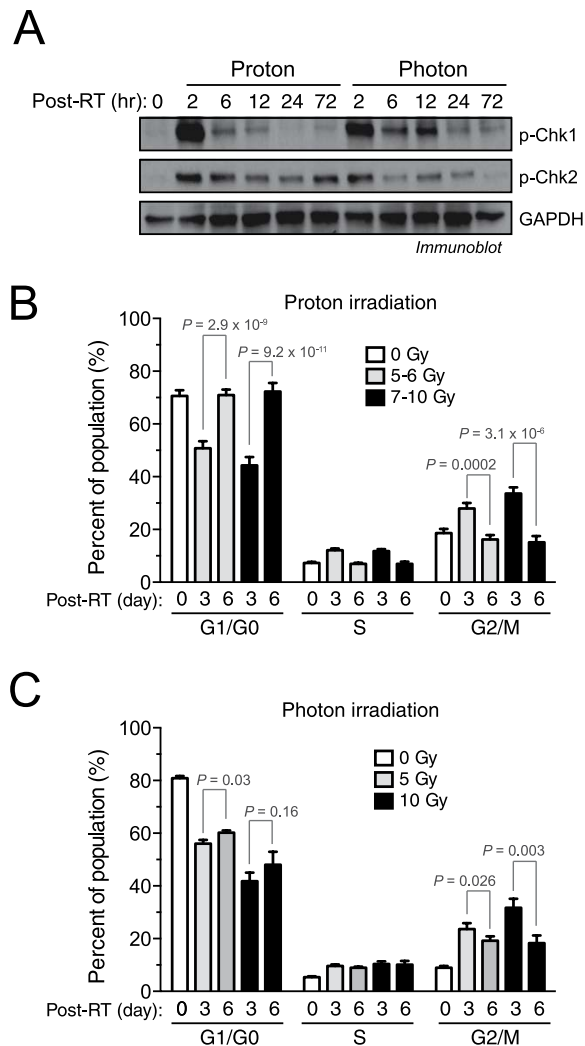 A
Proton Photon
Post-RT (hr): 0 2 6 12 24 72 2 6 12 24 72
p-Chk1
p-Chk2
GAPDH
Immunoblot
B
Proton irradiation
Percent of population (%)
100
80
60
40
20
0
P = 2.9 x 10-9
P = 9.2 x 10-11
0 Gy
5-6 Gy
7-10 Gy
P = 3.1 x 10-6
P = 0.0002
Post-RT (day): 0 3 6 3 6 0 3 6 3 6 0 3 6 3 6
G1/G0 S G2/M
C
Photon irradiation
Percent of population (%)
100
80
60
40
20
0
P = 0.03
P = 0.16
0 Gy
5 Gy
10 Gy
P = 0.003
P = 0.026
Post-RT (day): 0 3 6 3 6 0 3 6 3 6 0 3 6 3 6
G1/G0 S G2/M